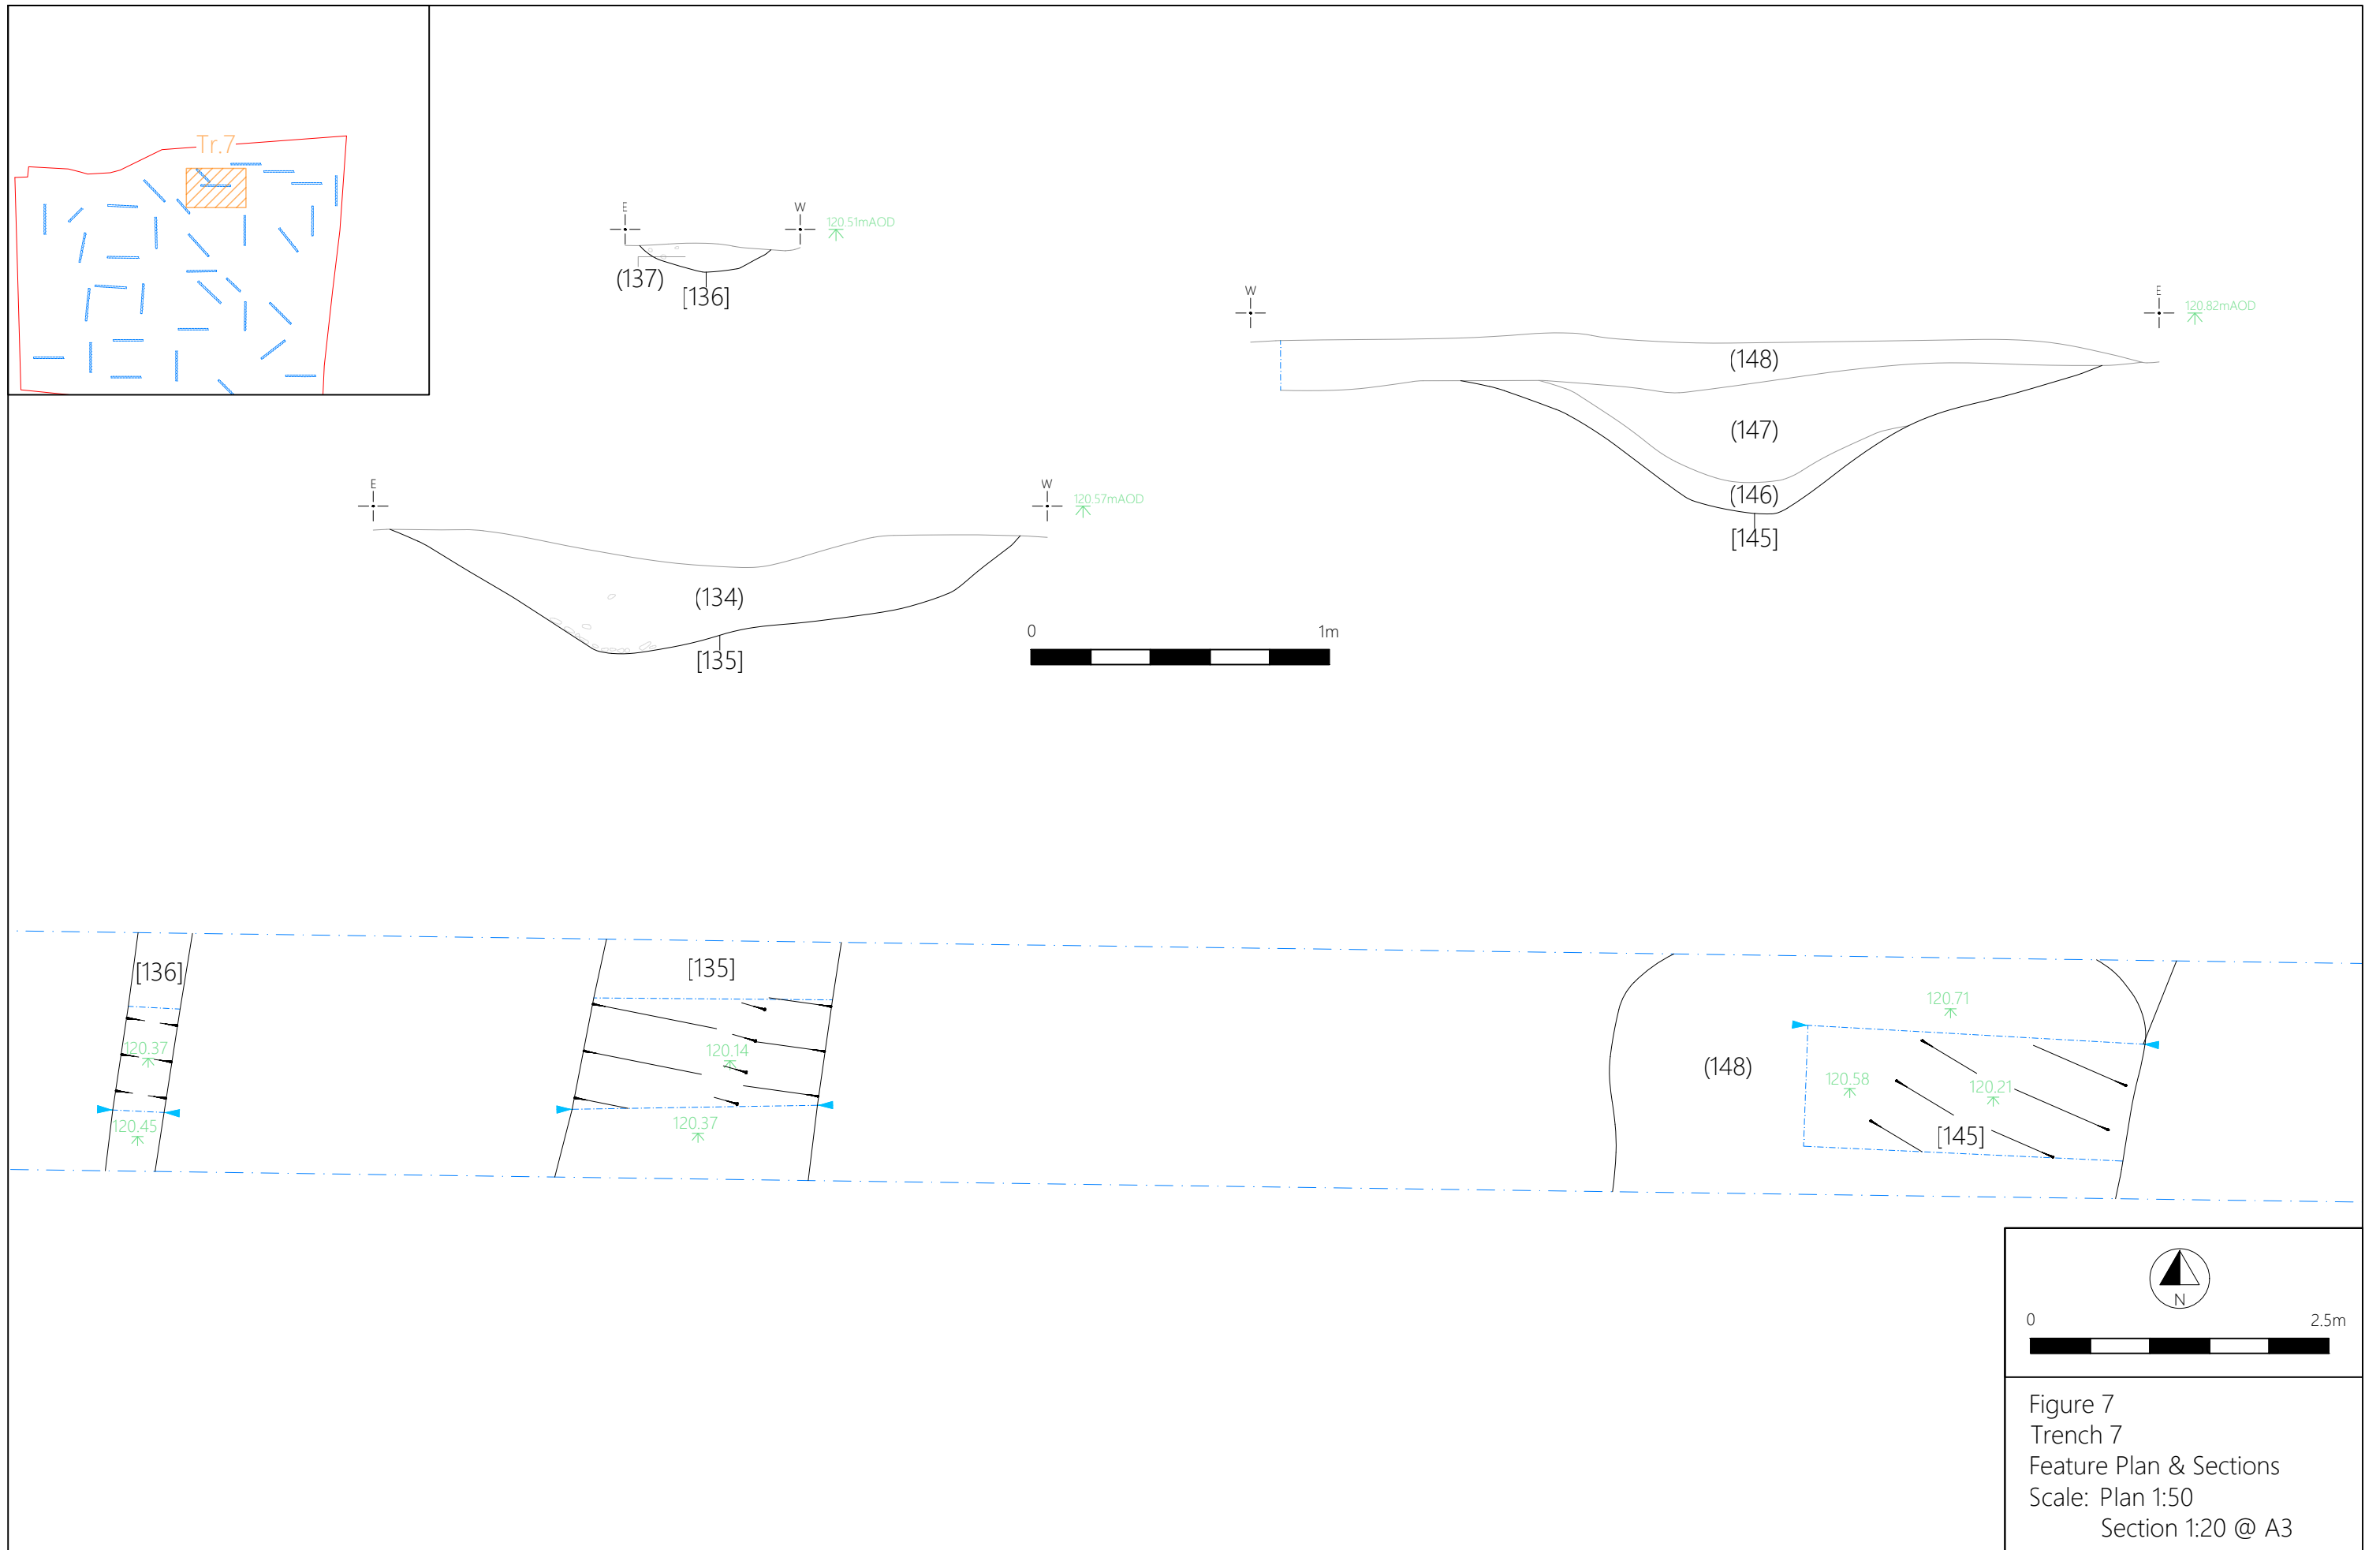 Tr.7
E
W
120.51mAOD
(137)
[136]
W
E
120.82mAOD
(148)
(147)
(146)
[145]
E
W
120.57mAOD
(134)
[135]
0
1m
[136]
120.37
120.45
[135]
120.14
120.37
(148)
120.71
120.58
120.21
[145]
N
0
2.5m
Figure 7
Trench 7
Feature Plan & Sections
Scale: Plan 1:50
Section 1:20 @ A3